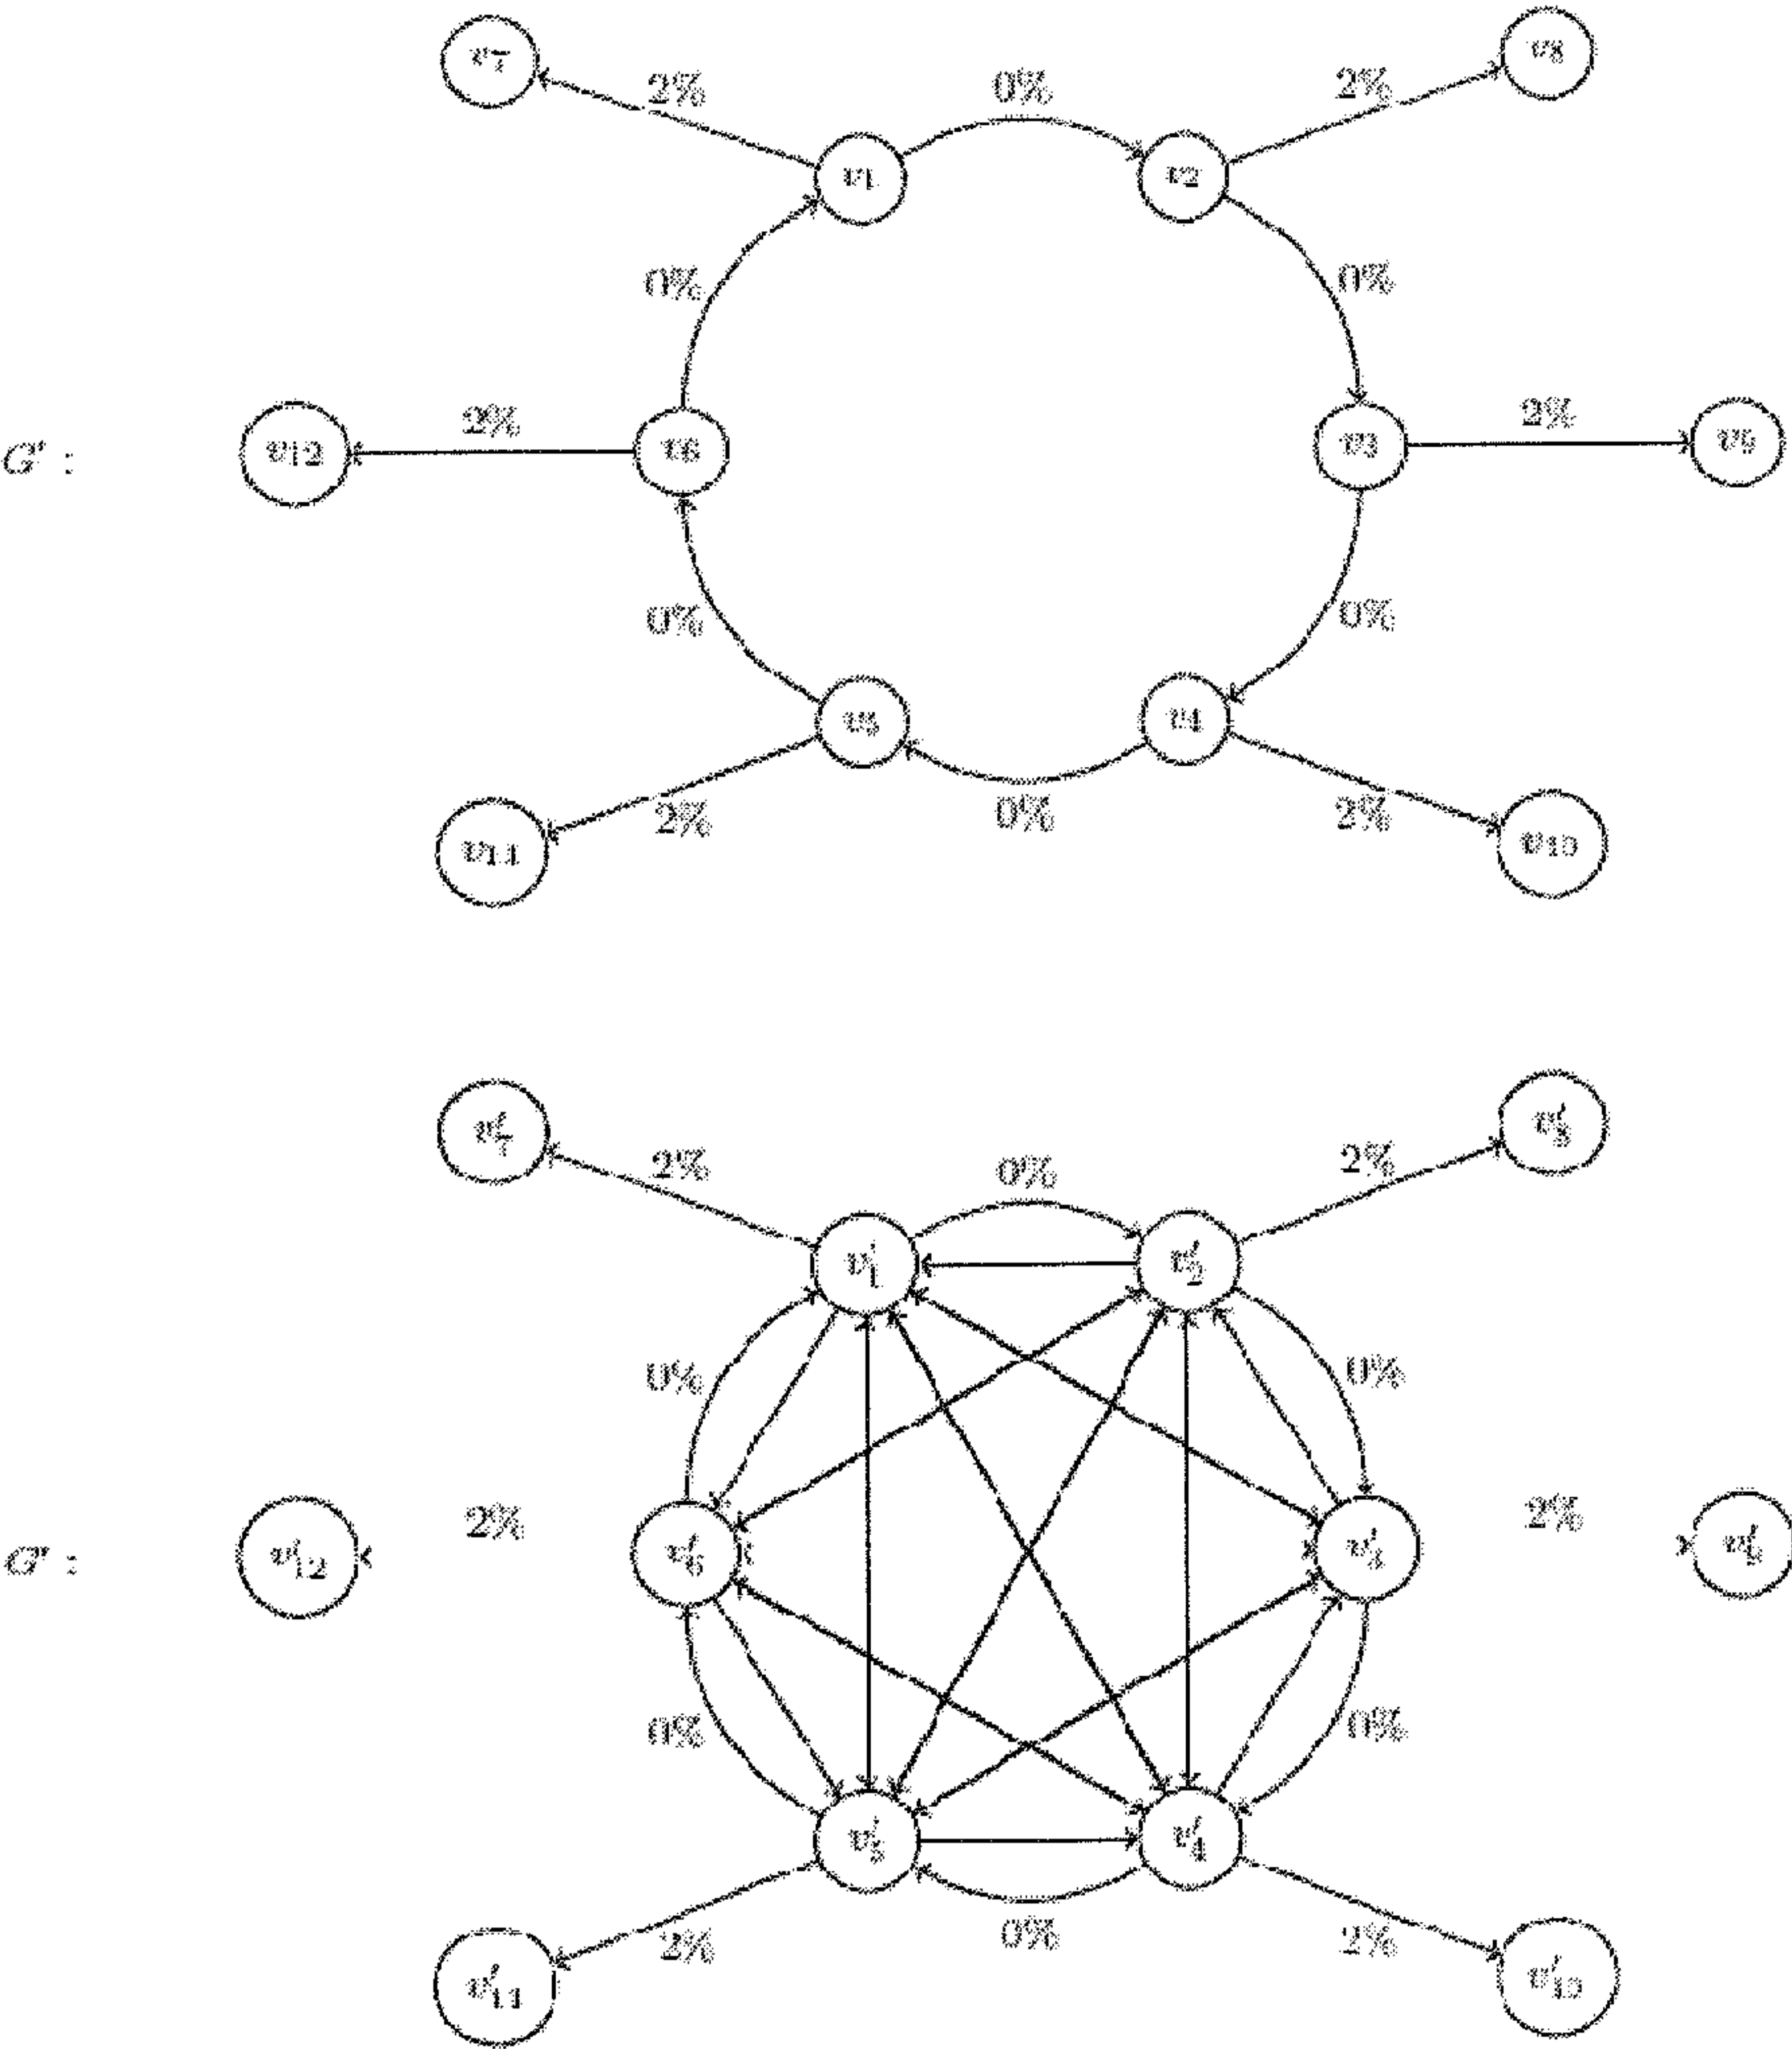 v7 v8
2% 0% 2%
v1 v2
0% 0%
G' : v12 2% v6 v3 2% v9
0% 0%
v5 v4
2% 0% 2%
v11 v10
v'7 v'8
2% 0% 2%
v'1 v'2
0% 0%
G' : v'12 2% v'6 v'3 2% v'9
0% 0%
v'5 v'4
2% 0% 2%
v'11 v'10